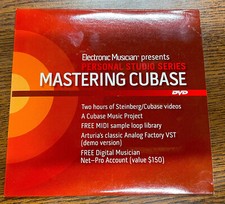 Electronic Musician® presents
PERSONAL STUDIO SERIES
MASTERING CUBASE
DVD
Two hours of Steinberg/Cubase videos
A Cubase Music Project
FREE MIDI sample loop library
Arturia's classic Analog Factory VST
(demo version)
FREE Digital Musician
Net-Pro Account (value $150)